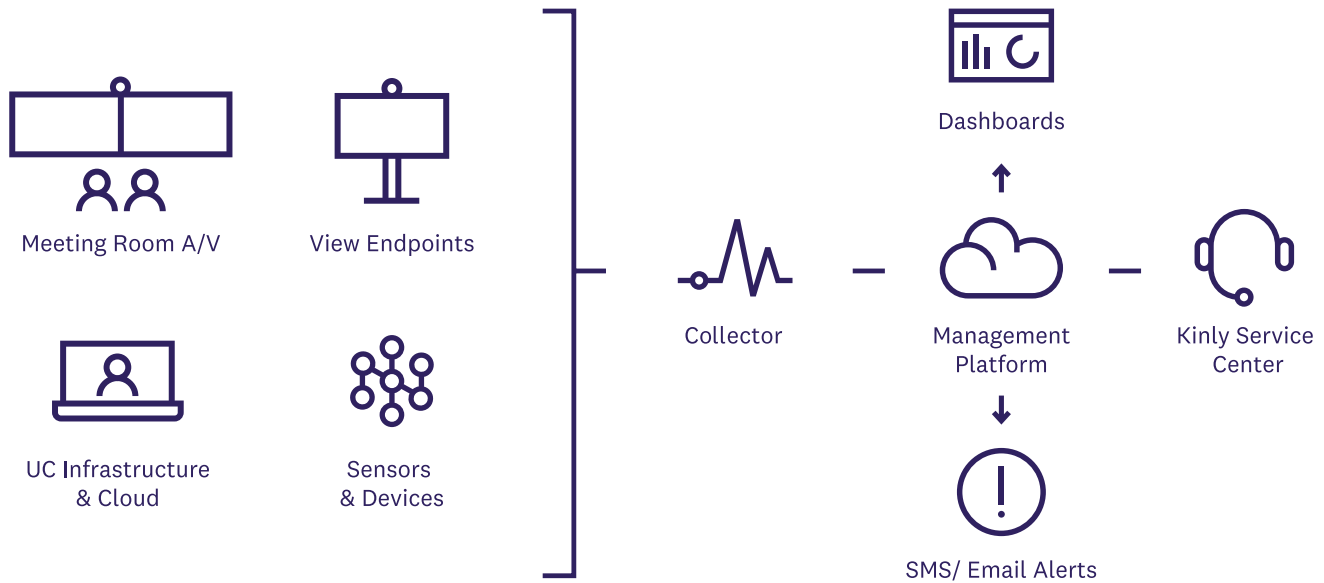 Meeting Room A/V
View Endpoints
UC Infrastructure
& Cloud
Sensors
& Devices
Collector
Dashboards
Management
Platform
SMS/ Email Alerts
Kinly Service
Center